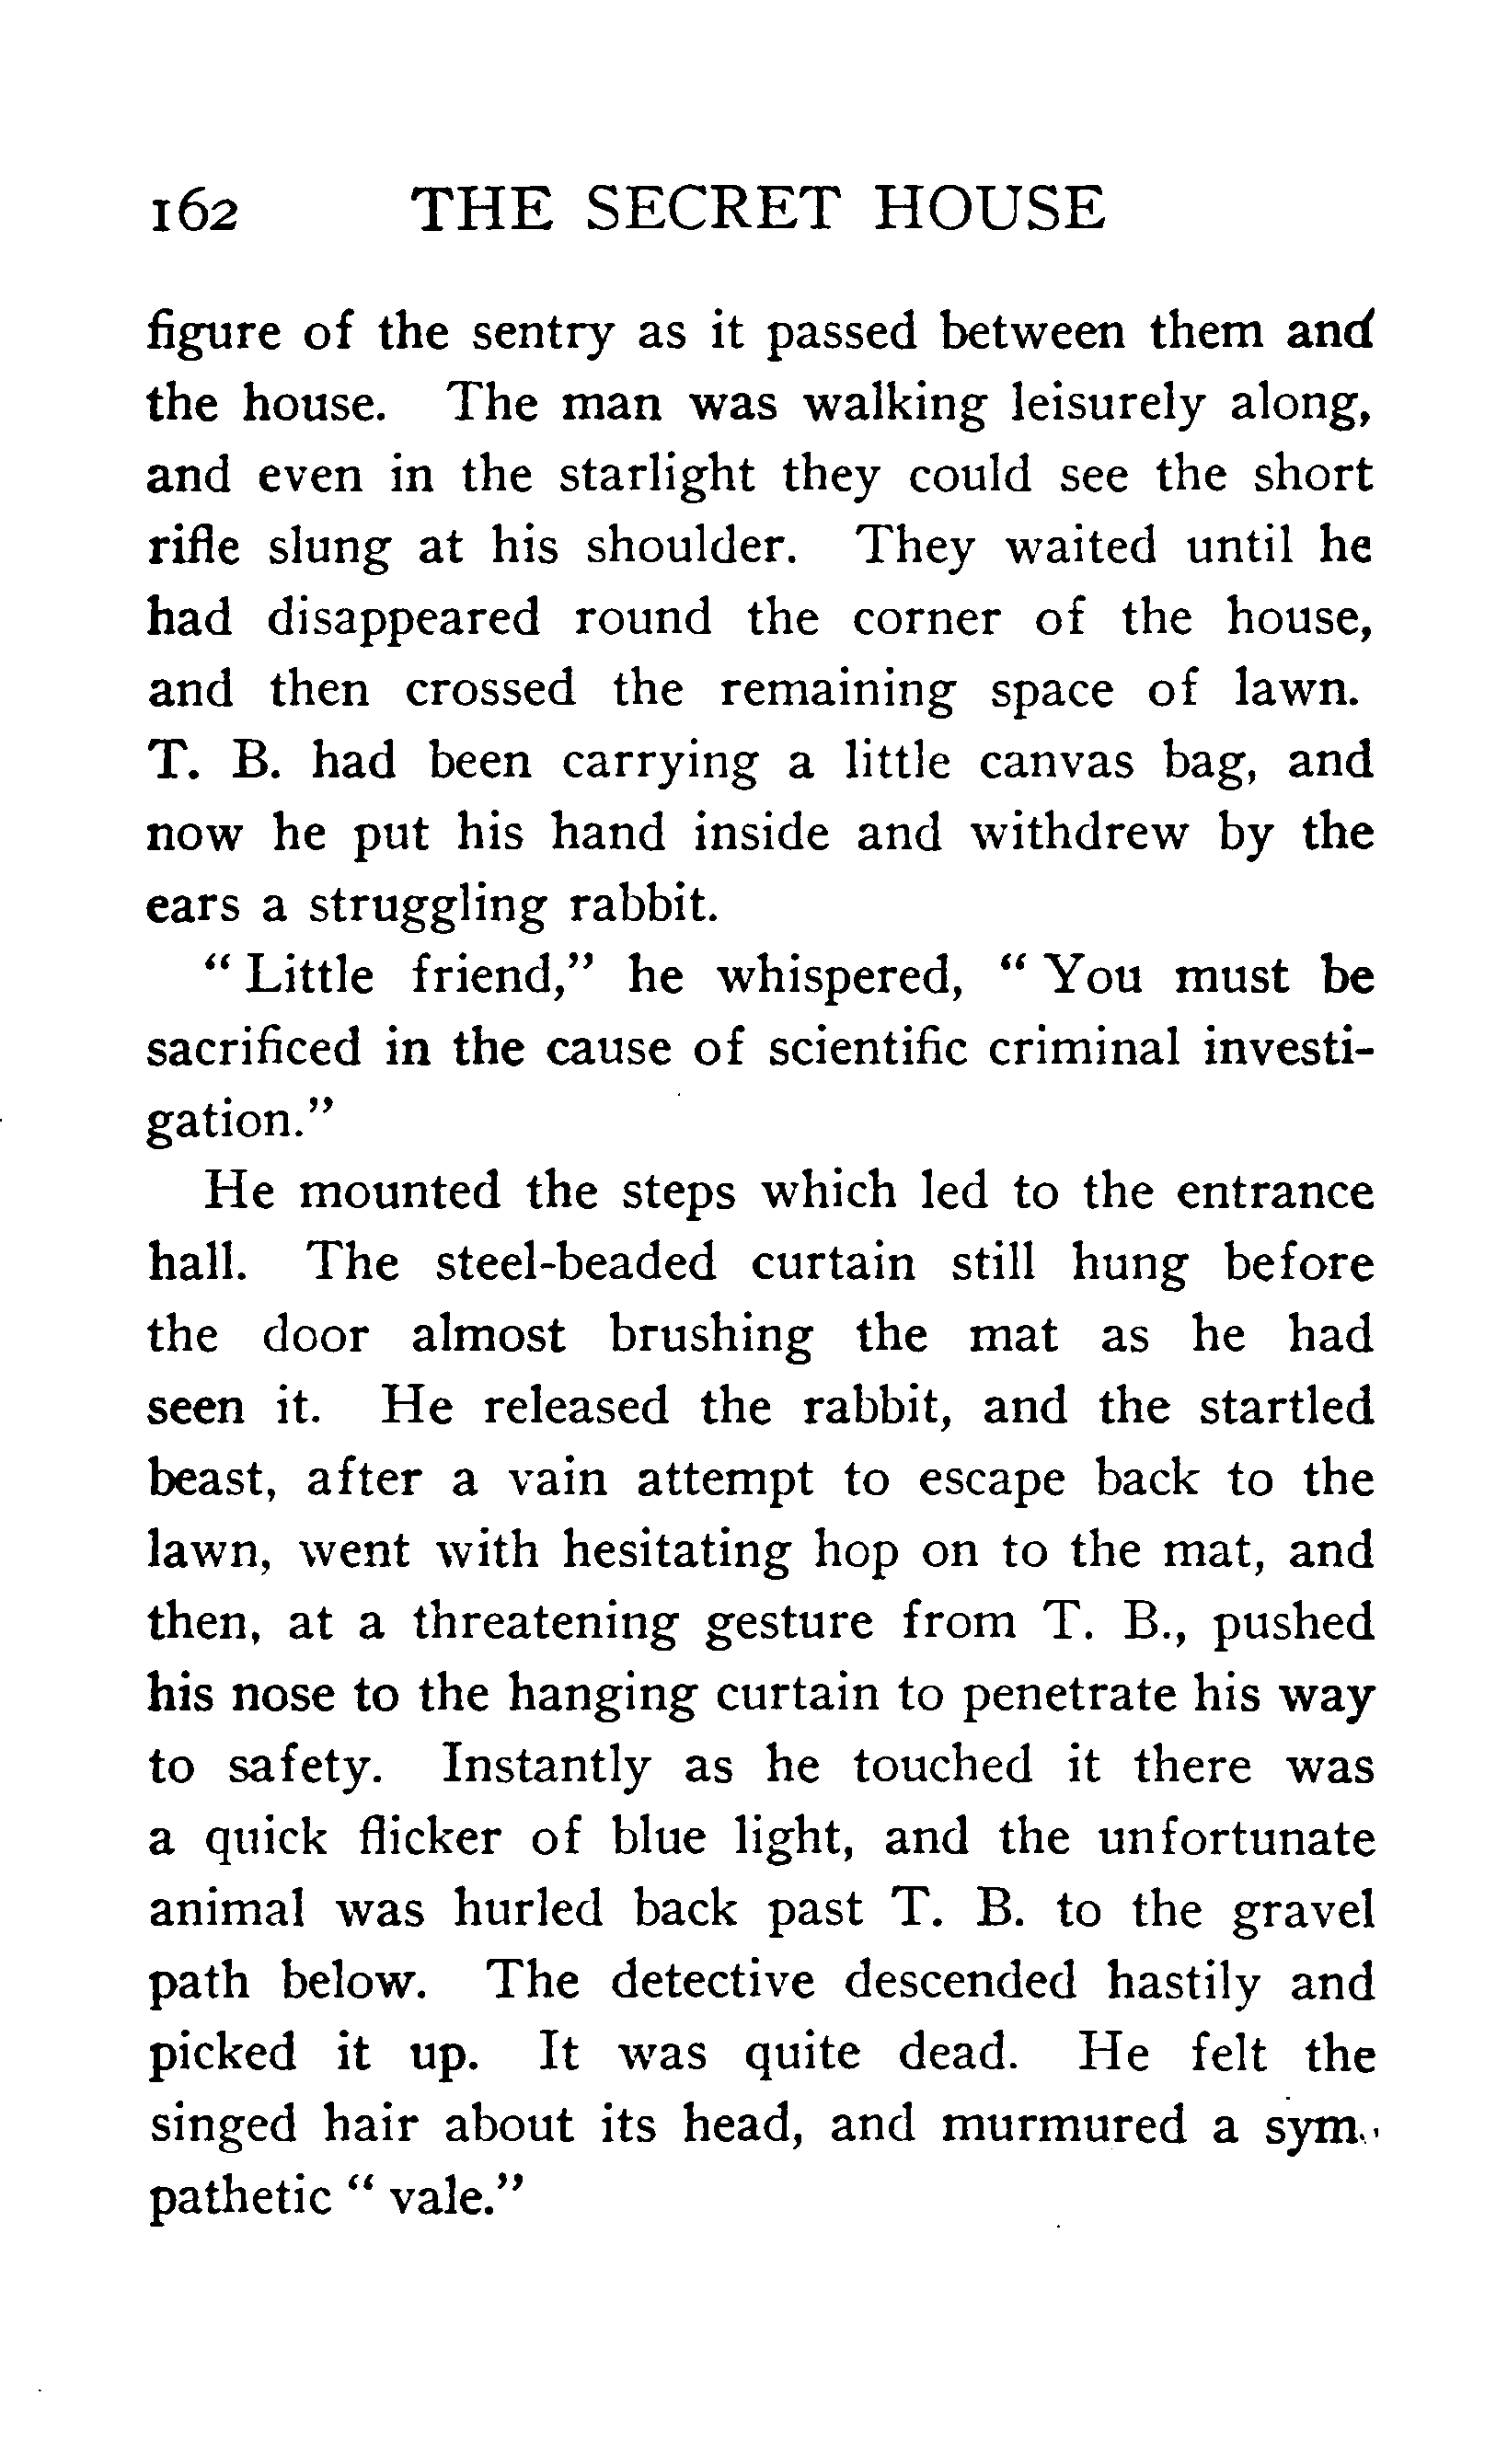 162 THE SECRET HOUSE
figure of the sentry as it passed between them and
the house. The man was walking leisurely along,
and even in the starlight they could see the short
rifle slung at his shoulder. They waited until he
had disappeared round the corner of the house,
and then crossed the remaining space of lawn.
T. B. had been carrying a little canvas bag, and
now he put his hand inside and withdrew by the
ears a struggling rabbit.
" Little friend," he whispered, " You must be
sacrificed in the cause of scientific criminal investi-
gation."
He mounted the steps which led to the entrance
hall. The steel-beaded curtain still hung before
the door almost brushing the mat as he had
seen it. He released the rabbit, and the startled
beast, after a vain attempt to escape back to the
lawn, went with hesitating hop on to the mat, and
then, at a threatening gesture from T. B., pushed
his nose to the hanging curtain to penetrate his way
to safety. Instantly as he touched it there was
a quick flicker of blue light, and the unfortunate
animal was hurled back past T. B. to the gravel
path below. The detective descended hastily and
picked it up. It was quite dead. He felt the
singed hair about its head, and murmured a sym-
pathetic " vale."